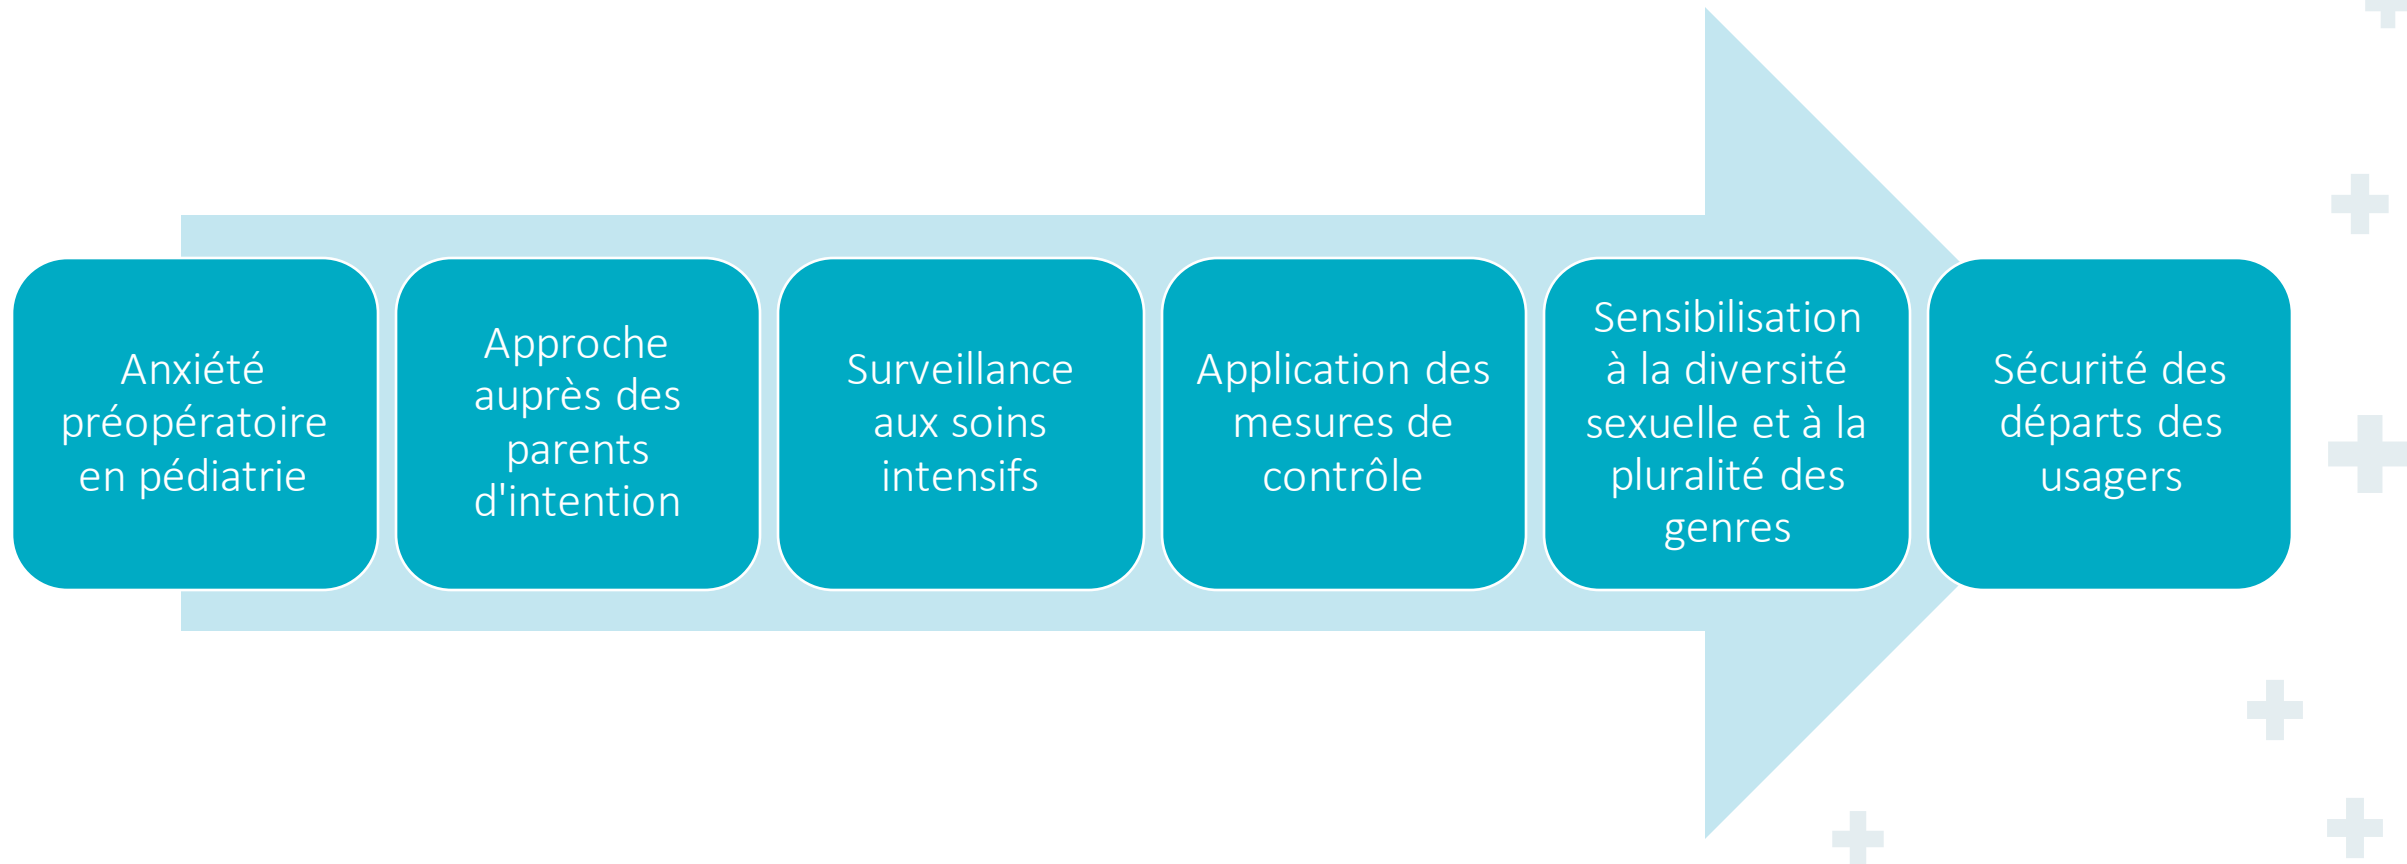 Anxiété
préopératoire
en pédiatrie
Approche
auprès des
parents
d'intention
Surveillance
aux soins
intensifs
Application des
mesures de
contrôle
Sensibilisation
à la diversité
sexuelle et à la
pluralité des
genres
Sécurité des
départs des
usagers